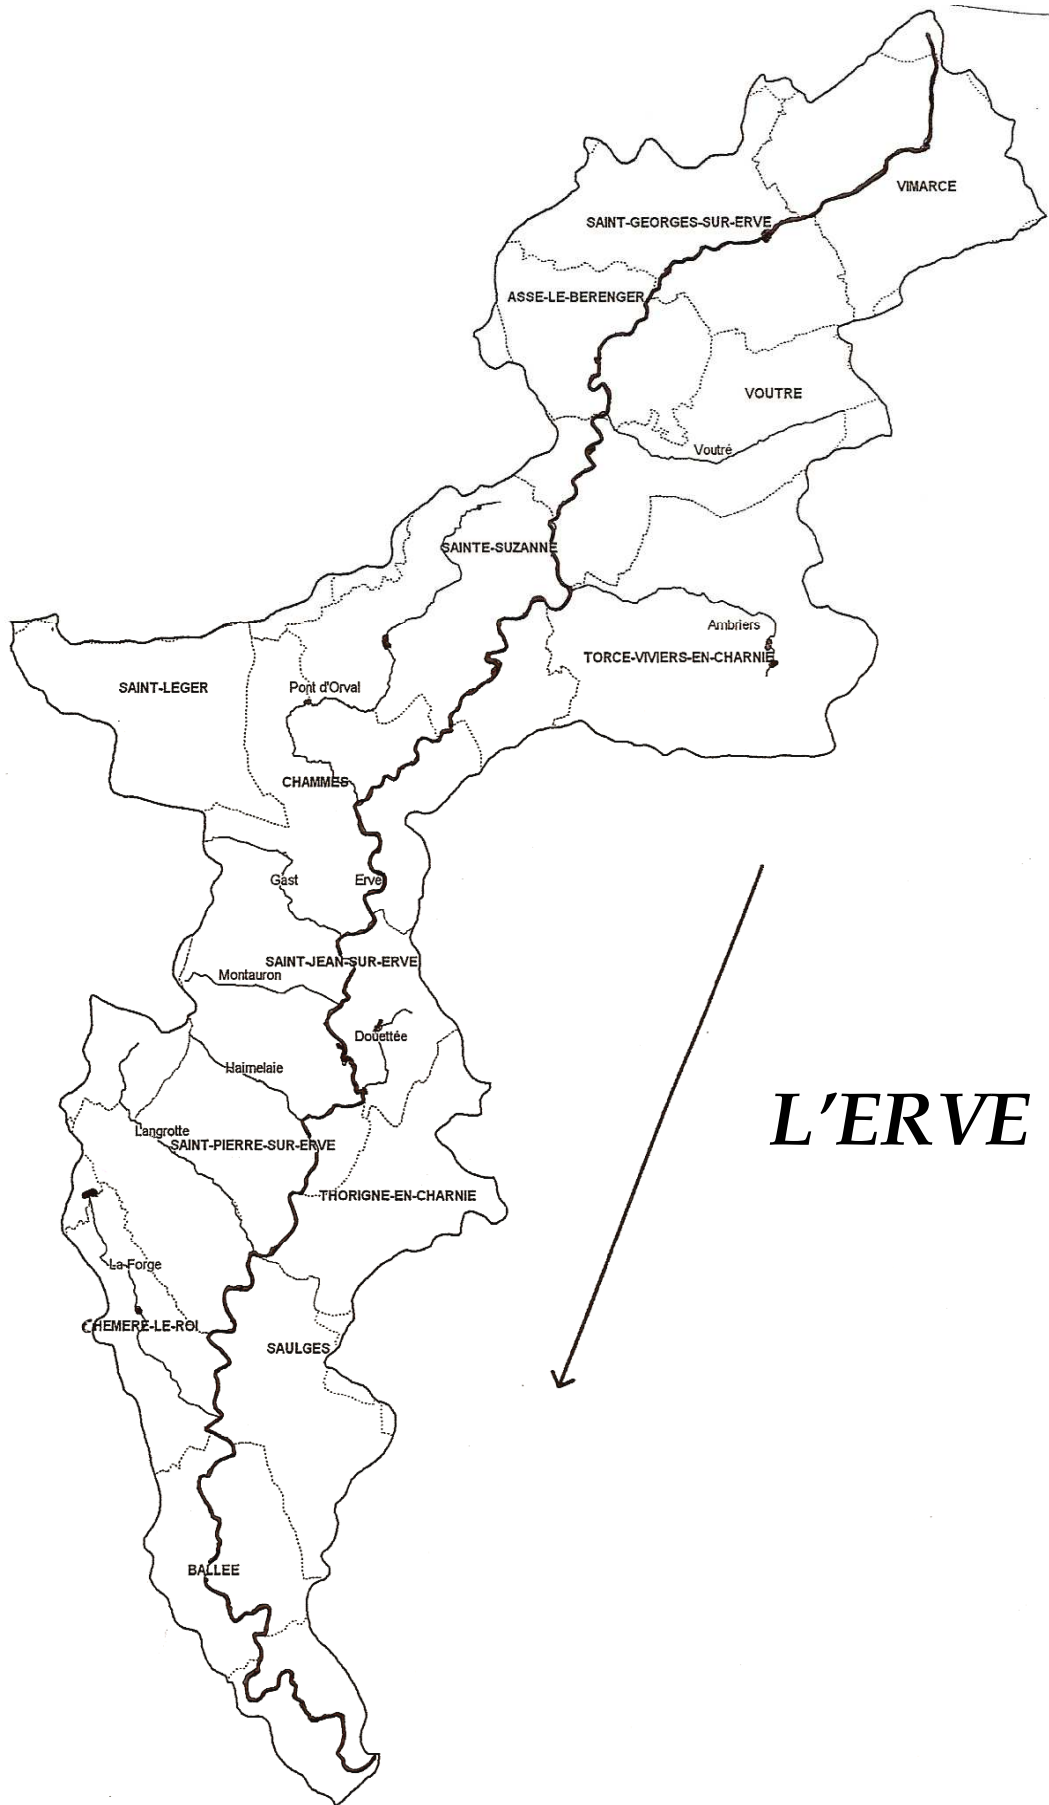 VIMARCE
SAINT-GEORGES-SUR-ERVE
ASSE-LE-BERENGER
VOUTRE
Voutré
SAINTE-SUZANNE
Ambriers
TORCE-VIVIERS-EN-CHARNIE
SAINT-LEGER
Pont d'Orval
CHAMMES
Gast
Erve
SAINT-JEAN-SUR-ERVE
Montauron
Douettée
Haimelaie
L'ERVE
Langrotte
SAINT-PIERRE-SUR-ERVE
THORIGNE-EN-CHARNIE
La Forge
CHEMERE-LE-ROI
SAULGES
BALLEE